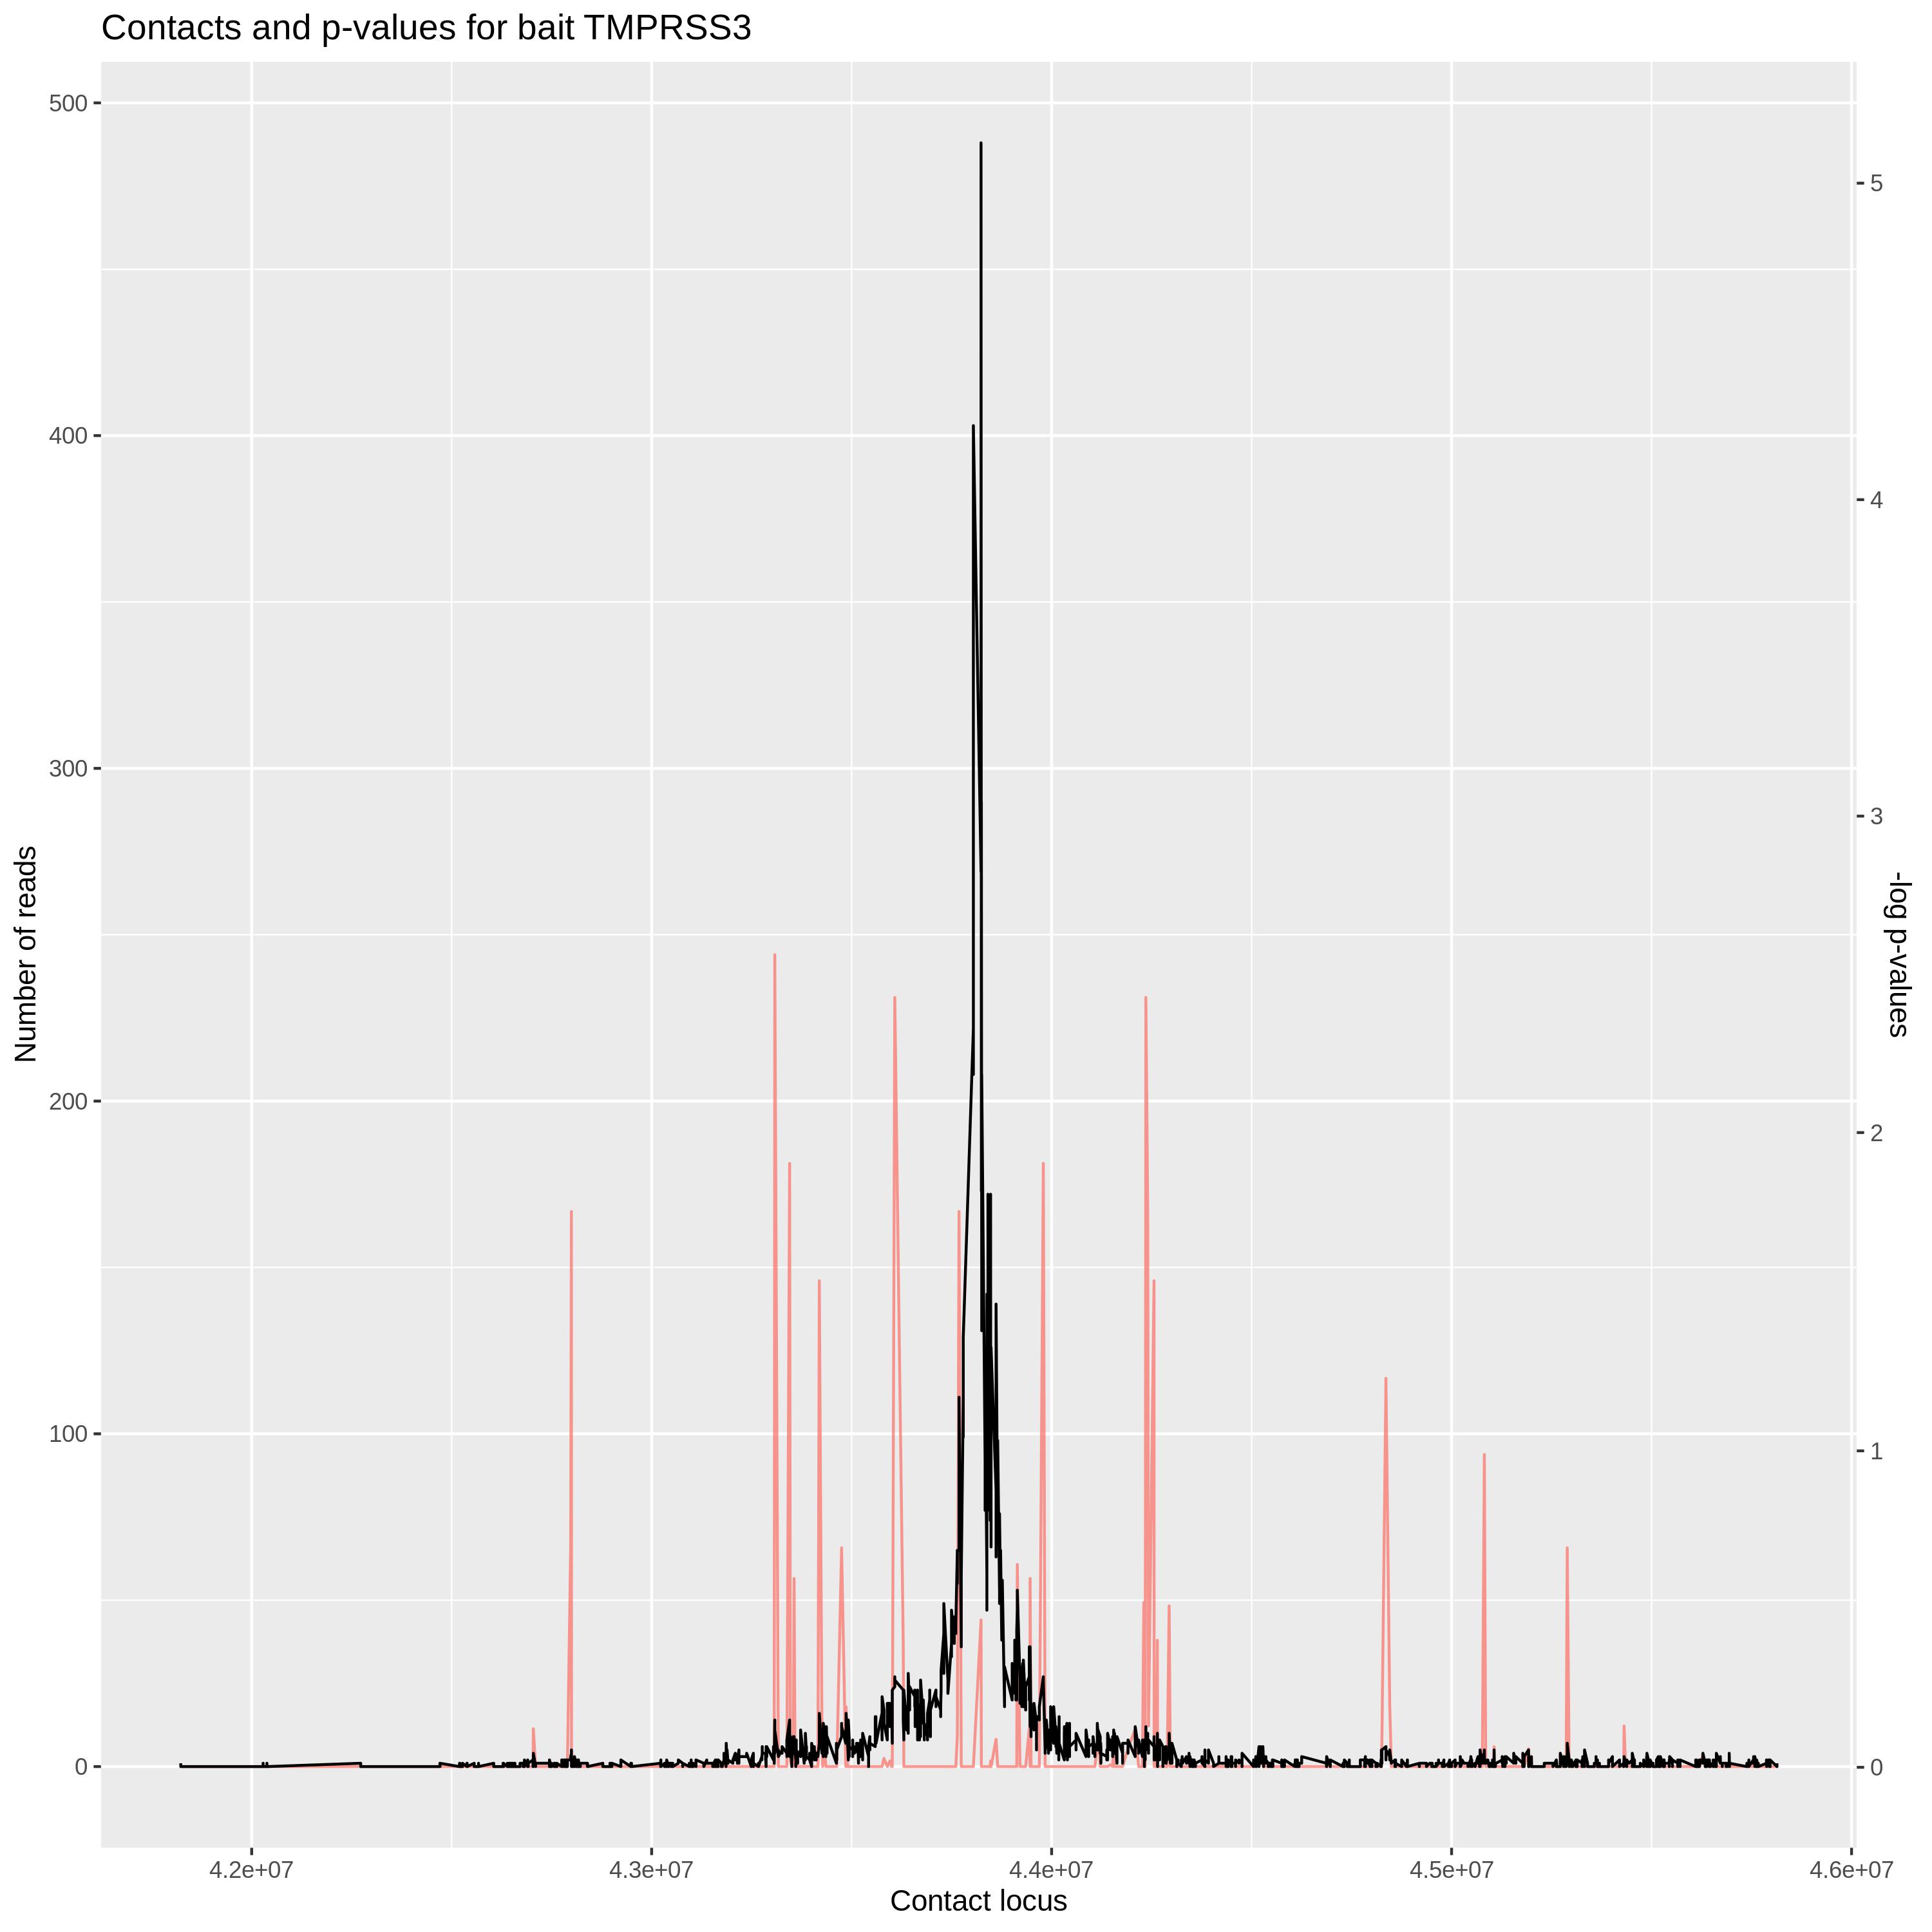 Contacts and p-values for bait TMPRSS3
500
400
300
200
100
0
Number of reads
5
4
3
2
1
0
-log p-values
4.2e+07
4.3e+07
4.4e+07
4.5e+07
4.6e+07
Contact locus